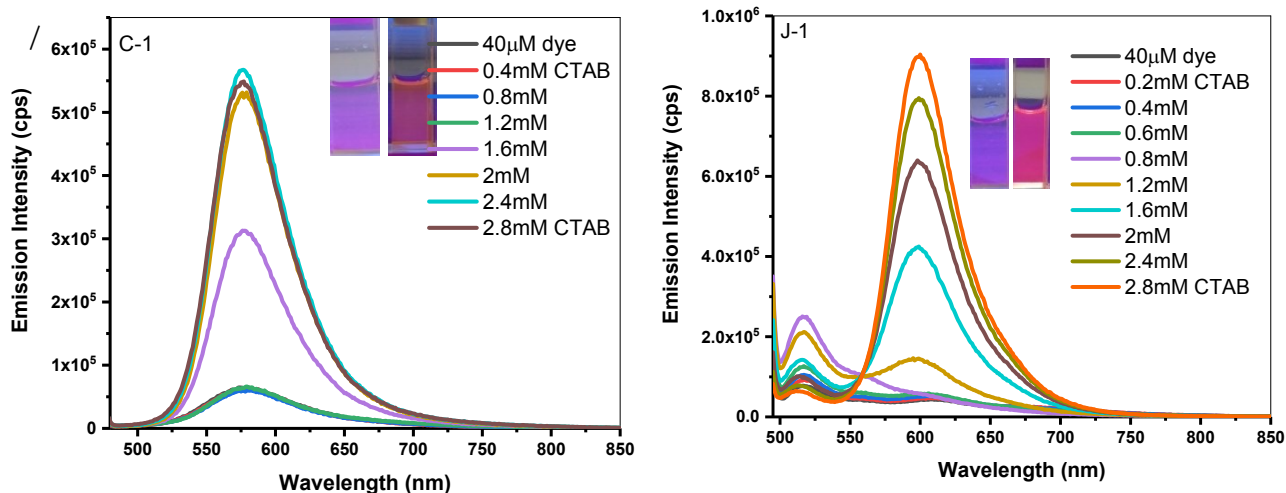 /
C-1
Emission Intensity (cps)
6x10⁵
5x10⁵
4x10⁵
3x10⁵
2x10⁵
1x10⁵
0
40μM dye
0.4mM CTAB
0.8mM
1.2mM
1.6mM
2mM
2.4mM
2.8mM CTAB
500 550 600 650 700 750 800 850
Wavelength (nm)
J-1
Emission Intensity (cps)
1.0x10⁶
8.0x10⁵
6.0x10⁵
4.0x10⁵
2.0x10⁵
0.0
40μM dye
0.2mM CTAB
0.4mM
0.6mM
0.8mM
1.2mM
1.6mM
2mM
2.4mM
2.8mM CTAB
495 500 550 600 650 700 750 800 850
Wavelength (nm)